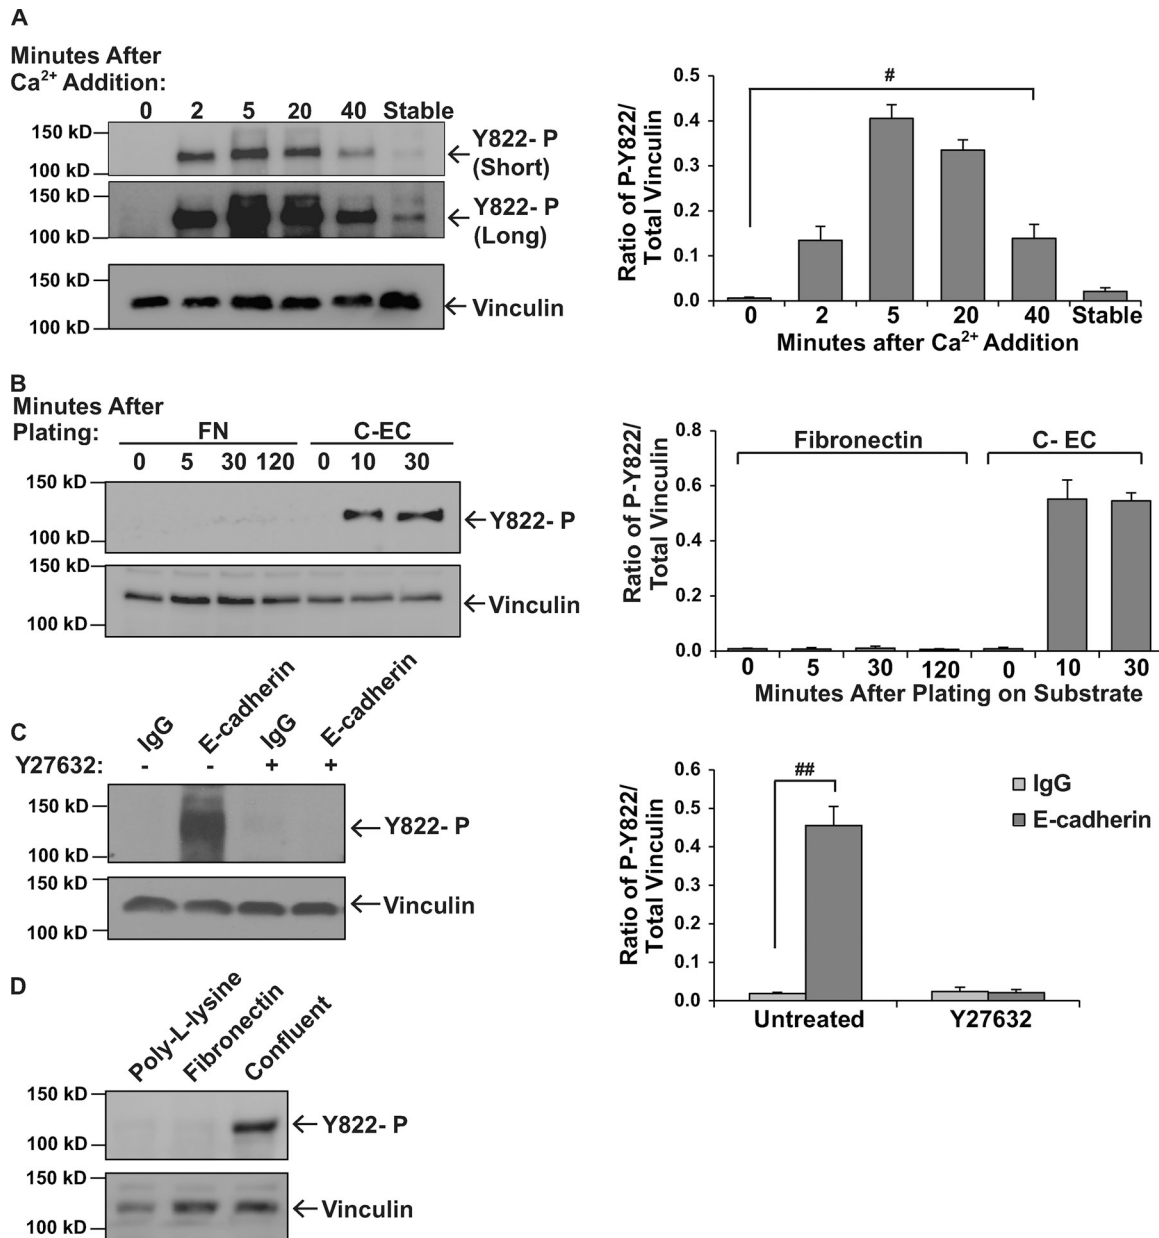 A
Minutes After
Ca²⁺ Addition:
0 2 5 20 40 Stable
150 kD
100 kD
Y822- P
(Short)
150 kD
100 kD
Y822- P
(Long)
150 kD
100 kD
Vinculin
Ratio of P-Y822/
Total Vinculin
0.5
0.4
0.3
0.2
0.1
0.0
#
0 2 5 20 40 Stable
Minutes after Ca²⁺ Addition
B
Minutes After
Plating: FN C-EC
0 5 30 120 0 10 30
150 kD
100 kD
Y822- P
150 kD
100 kD
Vinculin
Ratio of P-Y822/
Total Vinculin
0.8
0.6
0.4
0.2
0.0
Fibronectin C- EC
0 5 30 120 0 10 30
Minutes After Plating on Substrate
C
IgG E-cadherin IgG E-cadherin
Y27632: - - + +
150 kD
100 kD
Y822- P
150 kD
100 kD
Vinculin
Ratio of P-Y822/
Total Vinculin
0.6
0.5
0.4
0.3
0.2
0.1
0.0
##
IgG
E-cadherin
Untreated Y27632
D
Poly-L-lysine Fibronectin Confluent
150 kD
100 kD
Y822- P
150 kD
100 kD
Vinculin